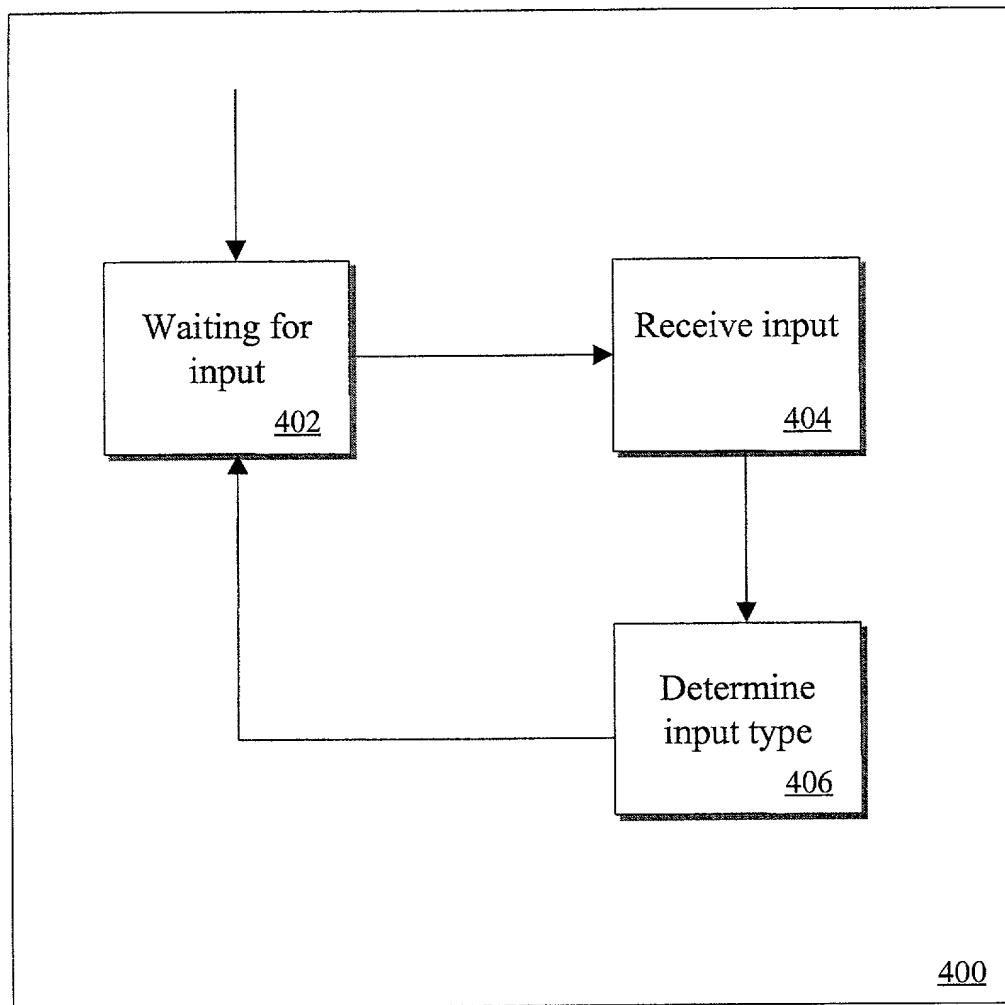 Waiting for
input
402
Receive input
404
Determine
input type
406
400